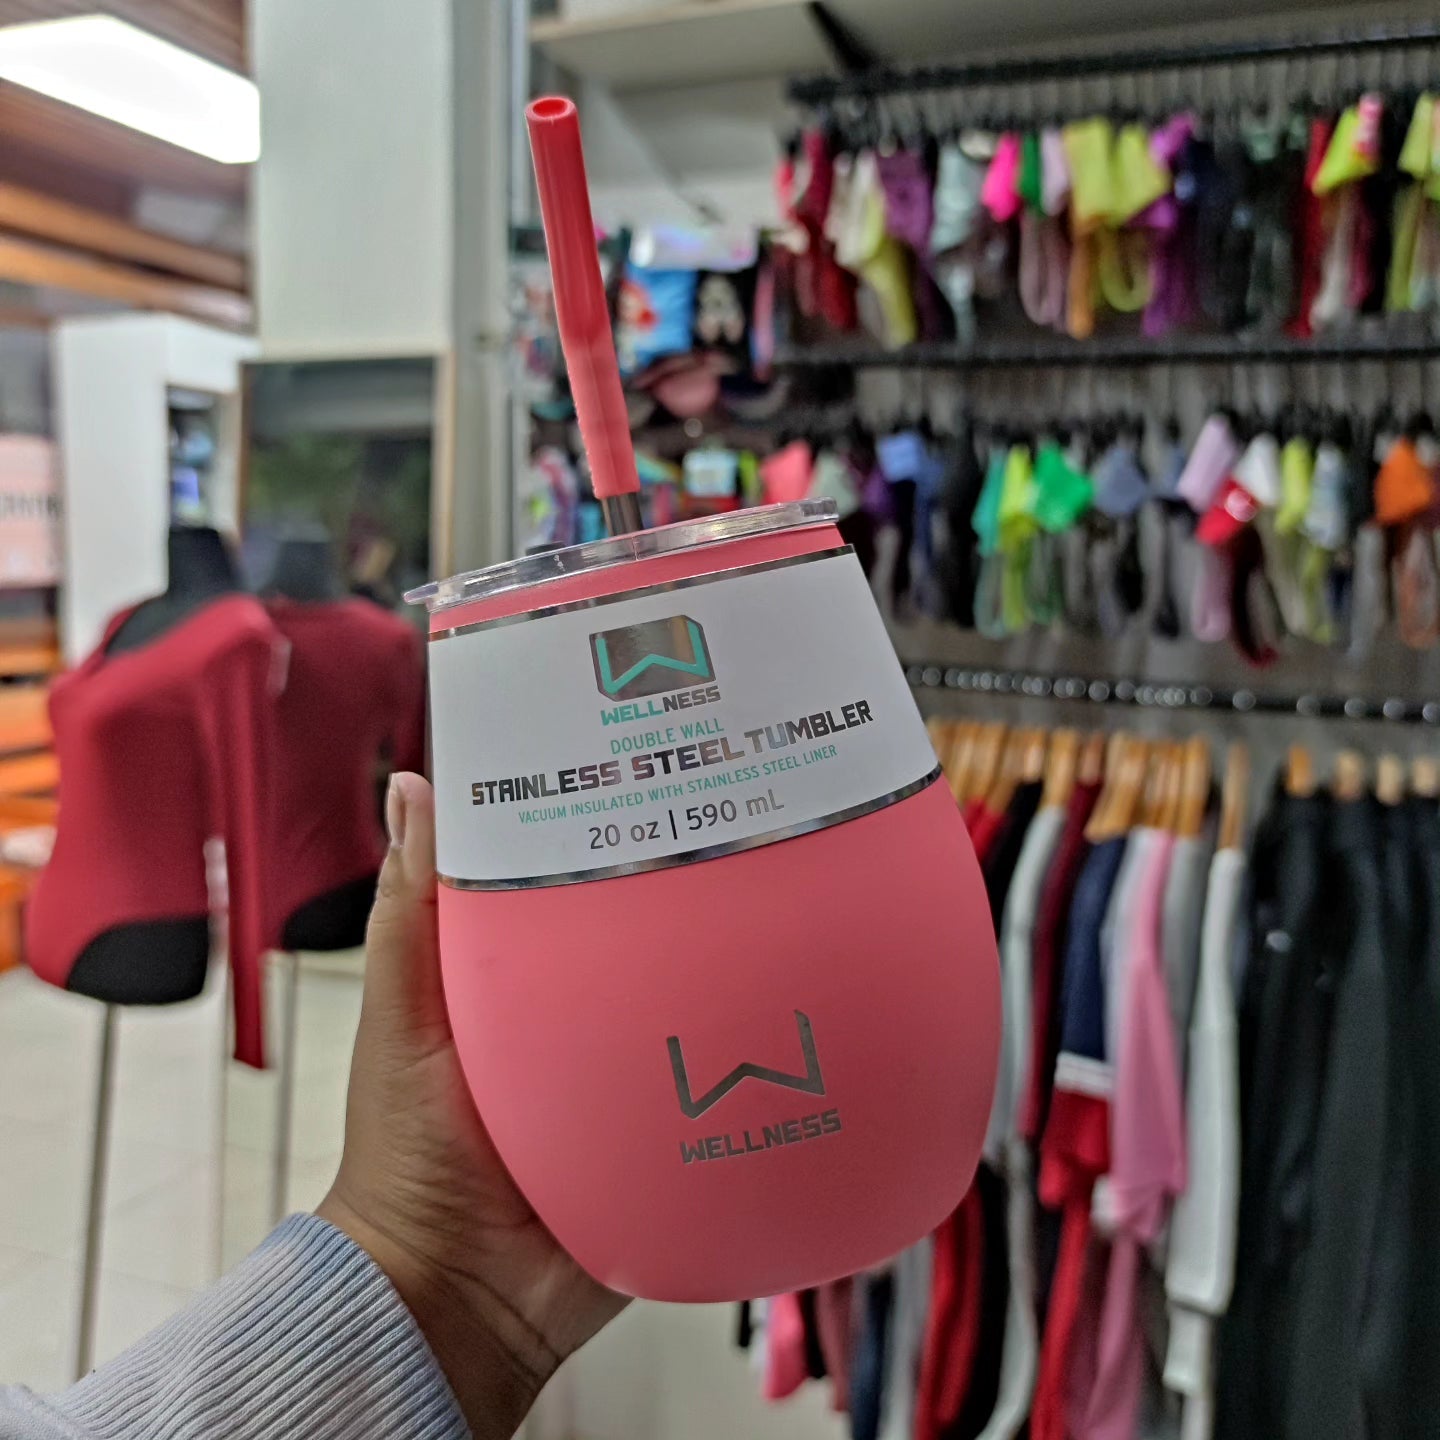 WELLNESS
DOUBLE WALL
STAINLESS STEEL TUMBLER
VACUUM INSULATED WITH STAINLESS STEEL LINER
20 oz | 590 mL
WELLNESS